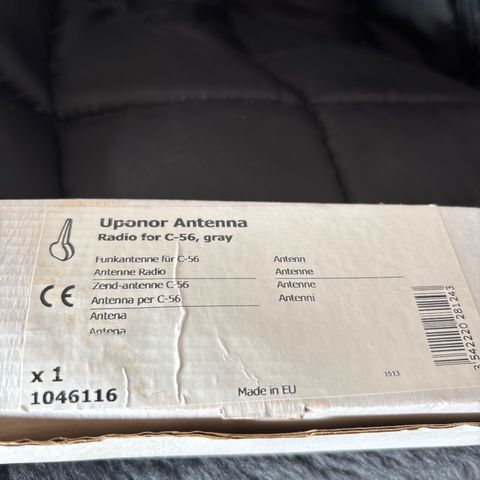 Uponor Antenna
Radio for C-56, gray
Funkantenne für C-56
Antenne Radio
Zend-antenne C-56
Antenna per C-56
Antena
Antena
Antenn
Antenne
Antenne
Antenni
CE
x 1
1046116
Made in EU
1513
3542220 281243